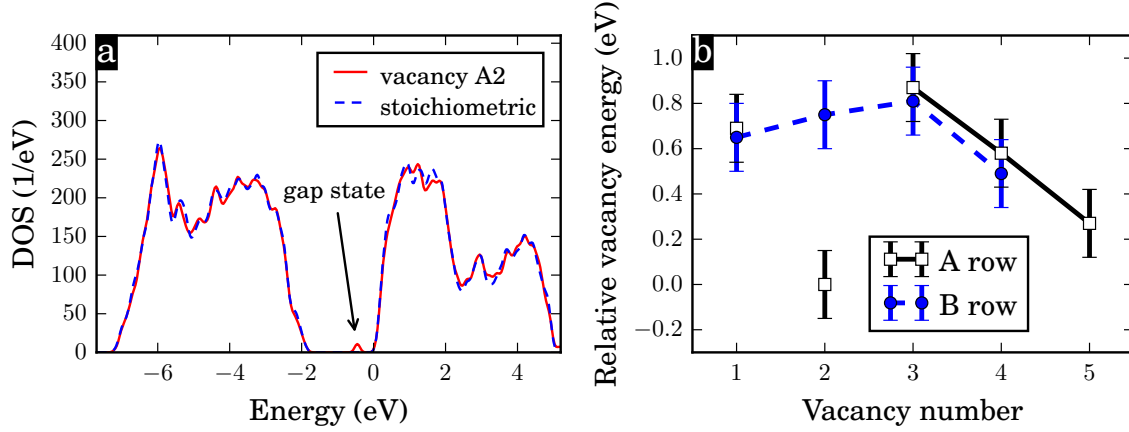 a
DOS (1/eV)
400
350
300
250
200
150
100
50
0
−6
−4
−2
0
2
4
Energy (eV)
vacancy A2
stoichiometric
gap state
b
Relative vacancy energy (eV)
1.0
0.8
0.6
0.4
0.2
0.0
−0.2
1
2
3
4
5
Vacancy number
A row
B row